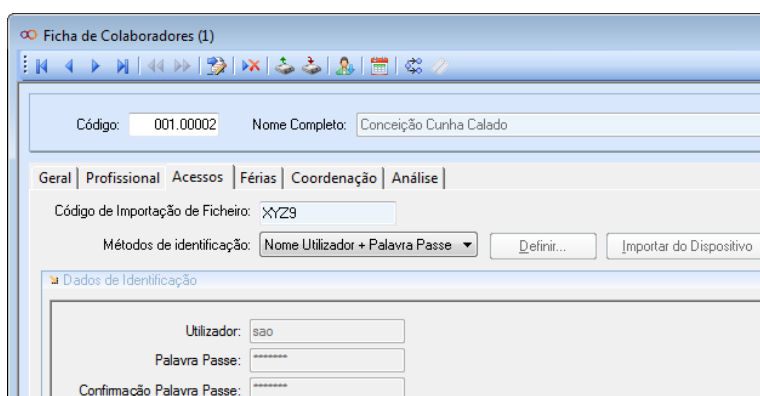 Ficha de Colaboradores (1)
Código: 001.00002 Nome Completo: Conceição Cunha Calado
Geral Profissional Acessos Férias Coordenação Análise
Código de Importação de Ficheiro: XYZ9
Métodos de identificação: Nome Utilizador + Palavra Passe Definir... Importar do Dispositivo
Dados de Identificação
Utilizador: sao
Palavra Passe: *******
Confirmação Palavra Passe: *******